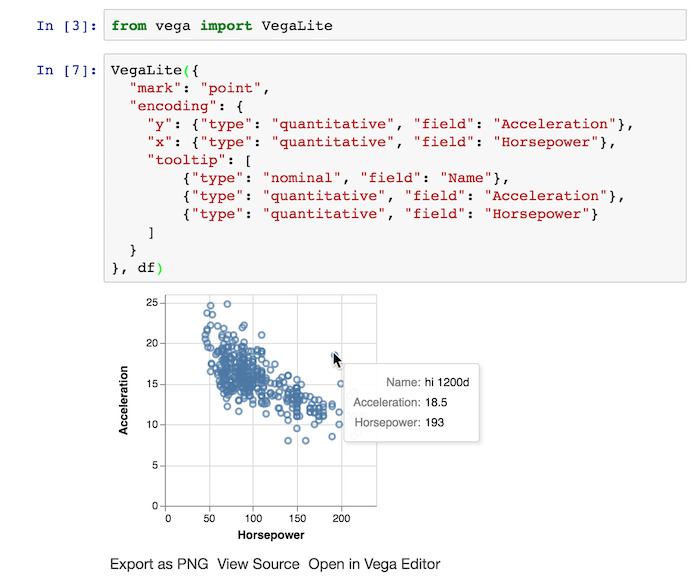 In [3]: from vega import VegaLite
In [7]: VegaLite({
"mark": "point",
"encoding": {
"y": {"type": "quantitative", "field": "Acceleration"},
"x": {"type": "quantitative", "field": "Horsepower"},
"tooltip": [
{"type": "nominal", "field": "Name"},
{"type": "quantitative", "field": "Acceleration"},
{"type": "quantitative", "field": "Horsepower"}
]
}
}, df)
25
20
15
10
5
0
Acceleration
Name: hi 1200d
Acceleration: 18.5
Horsepower: 193
0 50 100 150 200
Horsepower
Export as PNG View Source Open in Vega Editor